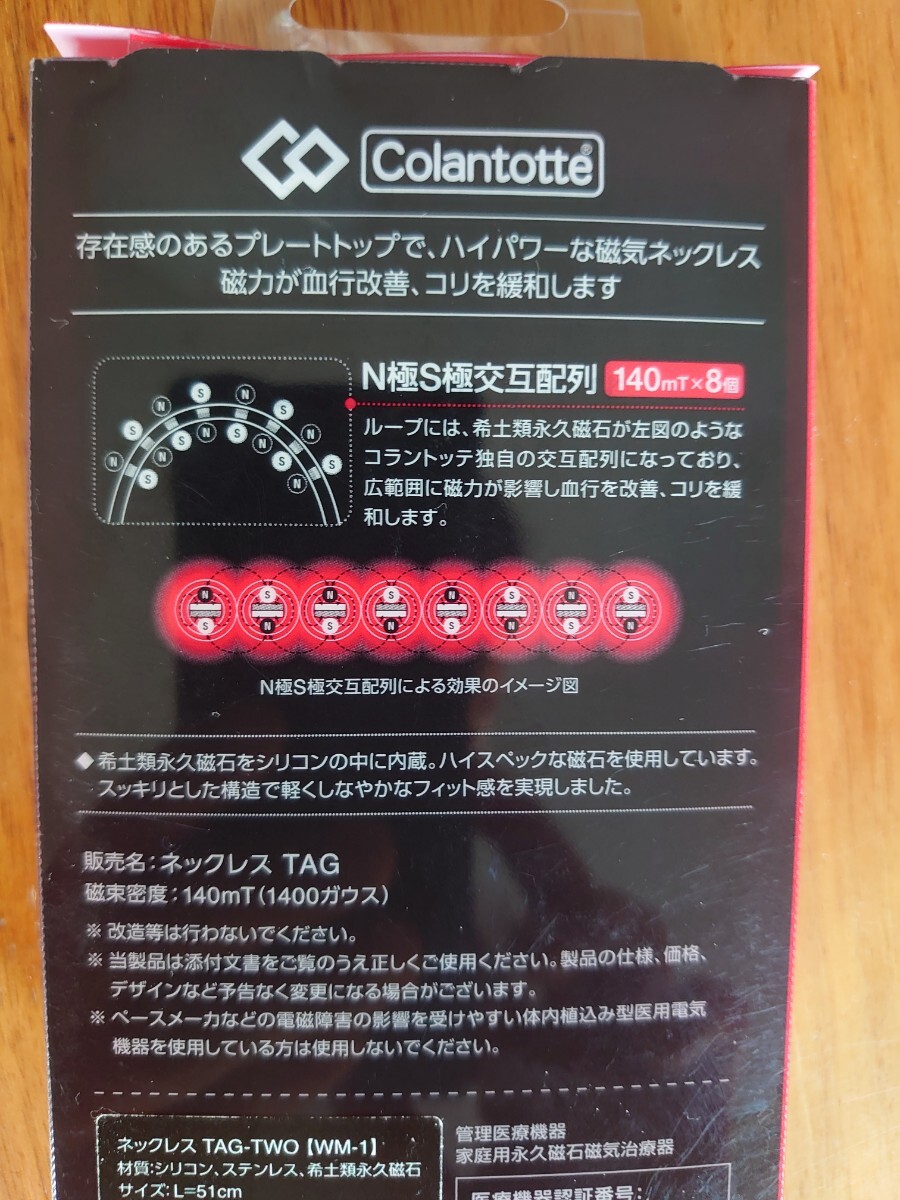 Colantotte®
存在感のあるプレートトップで、ハイパワーな磁気ネックレス
磁力が血行改善、コリを緩和します
N極S極交互配列 140mT×8個
ループには、希土類永久磁石が左図のような
コラントッテ独自の交互配列になっており、
広範囲に磁力が影響し血行を改善、コリを緩
和します。
S N
N S
S N S N
N S S N S
S N
N S N S N S N S
S N S N S N S N
N極S極交互配列による効果のイメージ図
◆希土類永久磁石をシリコンの中に内蔵。ハイスペックな磁石を使用しています。
スッキリとした構造で軽くしなやかなフィット感を実現しました。
販売名:ネックレス TAG
磁束密度:140mT(1400ガウス)
※ 改造等は行わないでください。
※ 当製品は添付文書をご覧のうえ正しくご使用ください。製品の仕様、価格、
デザインなど予告なく変更になる場合がございます。
※ ペースメーカなどの電磁障害の影響を受けやすい体内植込み型医用電気
機器を使用している方は使用しないでください。
ネックレス TAG-TWO【WM-1】
材質:シリコン、ステンレス、希土類永久磁石
サイズ:L=51cm
管理医療機器
家庭用永久磁石磁気治療器
医療機器認証番号: